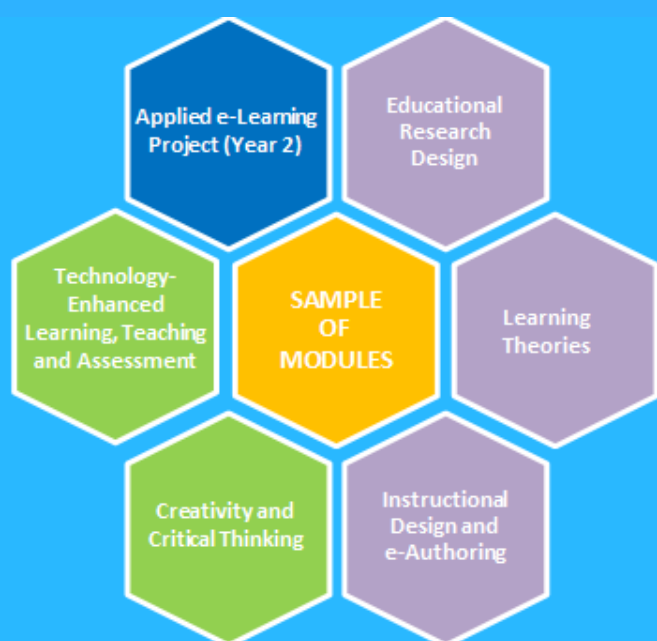 Applied e-Learning
Project (Year 2)
Educational
Research
Design
Technology-
Enhanced
Learning, Teaching
and Assessment
SAMPLE
OF
MODULES
Learning
Theories
Creativity and
Critical Thinking
Instructional
Design and
e-Authoring